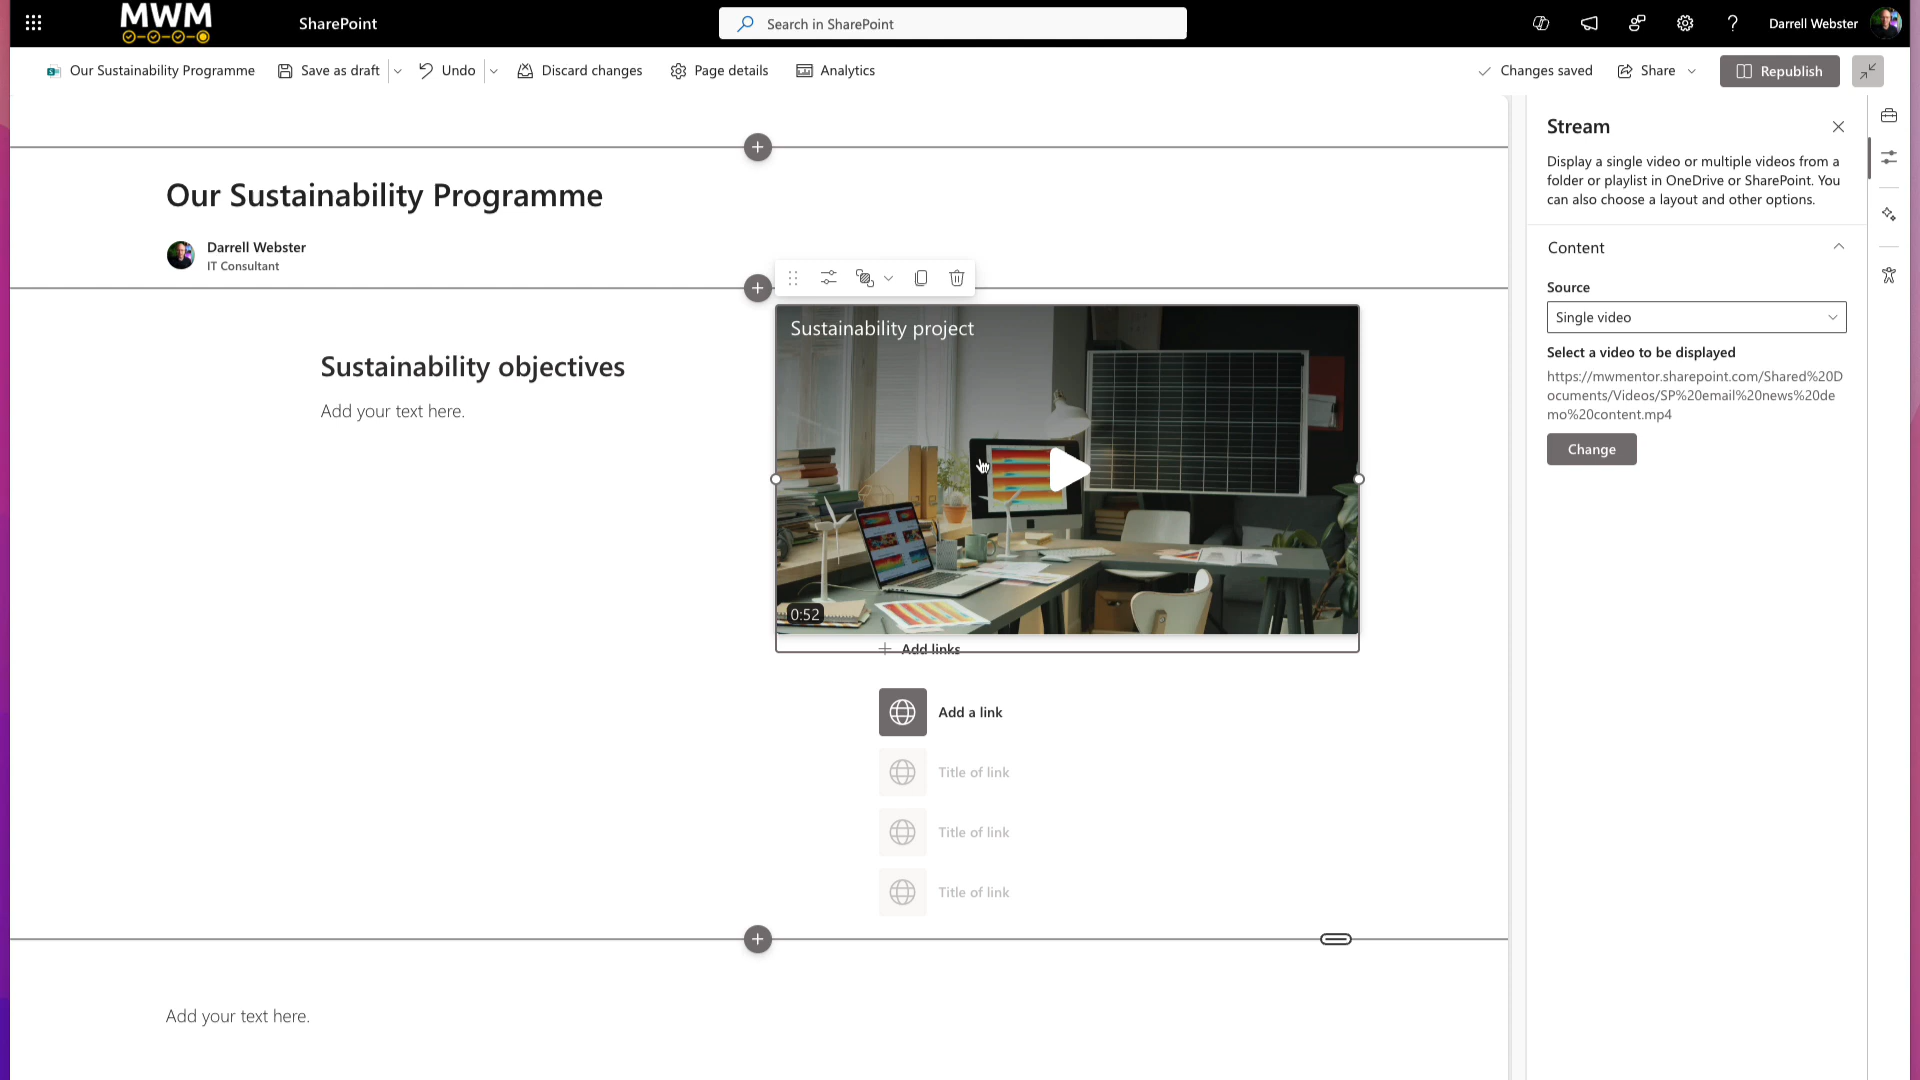 MWM
SharePoint
Search in SharePoint
Darrell Webster
Our Sustainability Programme
Save as draft
Undo
Discard changes
Page details
Analytics
Changes saved
Share
Republish
Our Sustainability Programme
Darrell Webster
IT Consultant
Sustainability objectives
Add your text here.
Sustainability project
0:52
Add links
Add a link
Title of link
Title of link
Title of link
Add your text here.
Stream
Display a single video or multiple videos from a
folder or playlist in OneDrive or SharePoint. You
can also choose a layout and other options.
Content
Source
Single video
Select a video to be displayed
https://mwmentor.sharepoint.com/Shared%20D
ocuments/Videos/SP%20email%20news%20de
mo%20content.mp4
Change